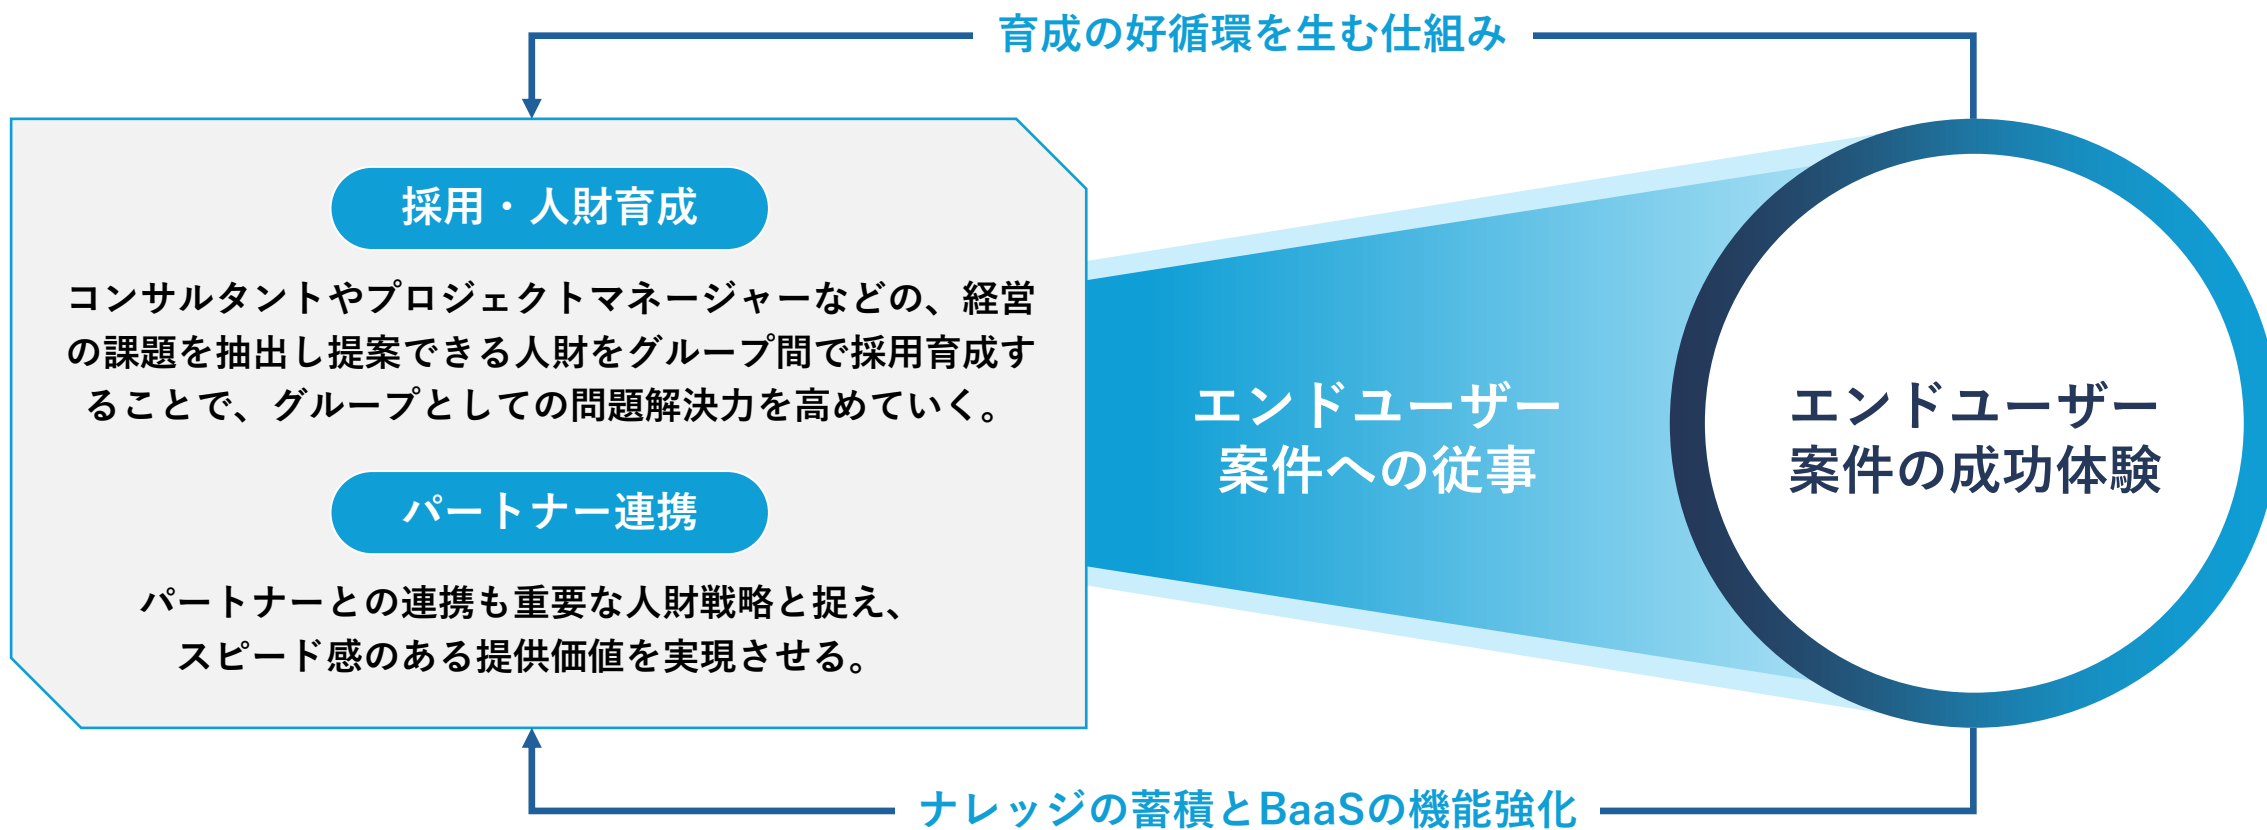 育成の好循環を生む仕組み
採用・人財育成
コンサルタントやプロジェクトマネージャーなどの、経営
の課題を抽出し提案できる人財をグループ間で採用育成す
ることで、グループとしての問題解決力を高めていく。
パートナー連携
パートナーとの連携も重要な人財戦略と捉え、
スピード感のある提供価値を実現させる。
エンドユーザー
案件への従事
エンドユーザー
案件の成功体験
ナレッジの蓄積とBaaSの機能強化